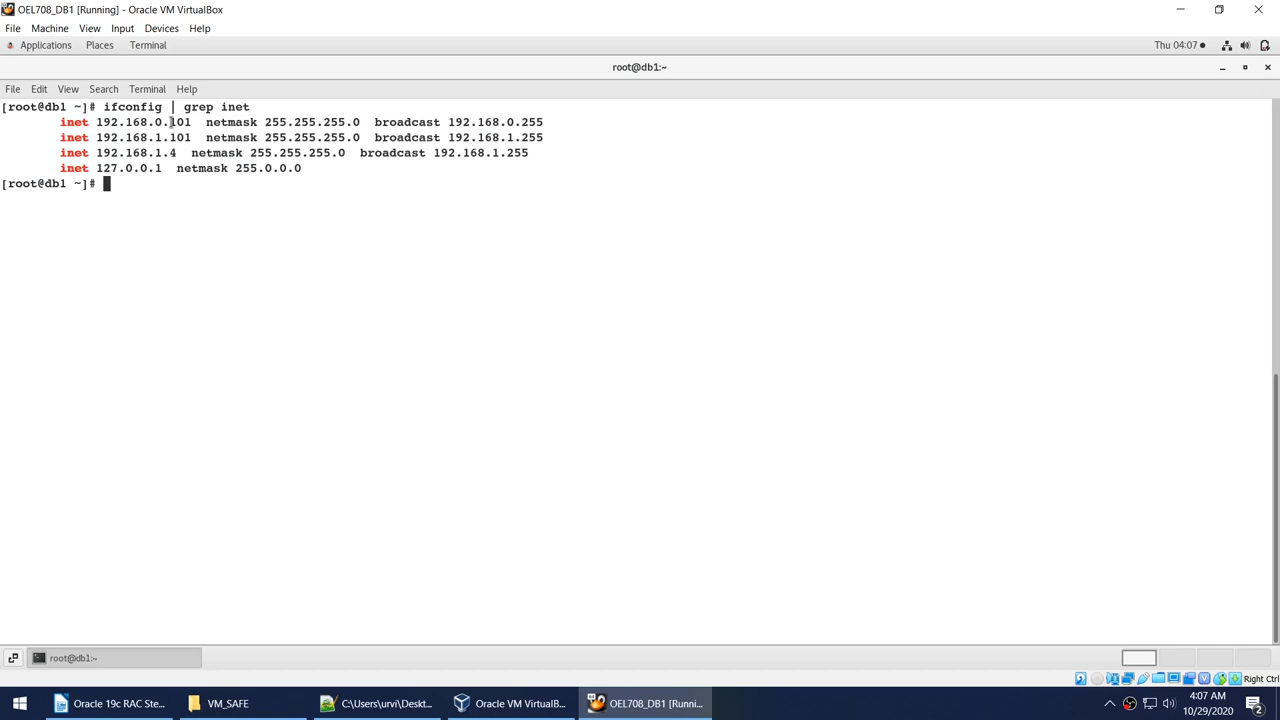 OEL708_DB1 [Running] - Oracle VM VirtualBox
File Machine View Input Devices Help
Applications Places Terminal Thu 04:07
root@db1:~
File Edit View Search Terminal Help
[root@db1 ~]# ifconfig | grep inet
inet 192.168.0.101 netmask 255.255.255.0 broadcast 192.168.0.255
inet 192.168.1.101 netmask 255.255.255.0 broadcast 192.168.1.255
inet 192.168.1.4 netmask 255.255.255.0 broadcast 192.168.1.255
inet 127.0.0.1 netmask 255.0.0.0
[root@db1 ~]#
root@db1:~
Right Ctrl
Oracle 19c RAC Ste... VM_SAFE C:\Users\urvi\Deskt... Oracle VM VirtualB... OEL708_DB1 [Runni...
4:07 AM
10/29/2020
2